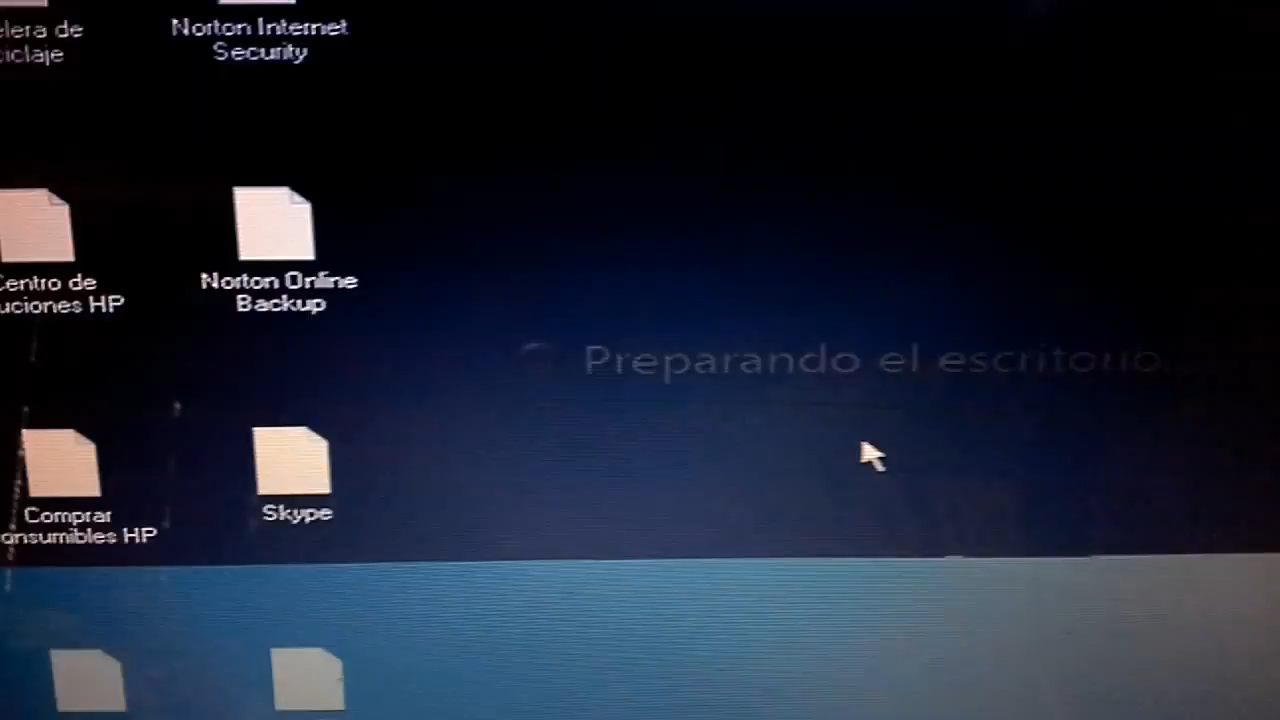 elera de
ciclaje
Norton Internet
Security
Centro de
uciones HP
Norton Online
Backup
Preparando el escritorio...
Comprar
onsumibles HP
Skype